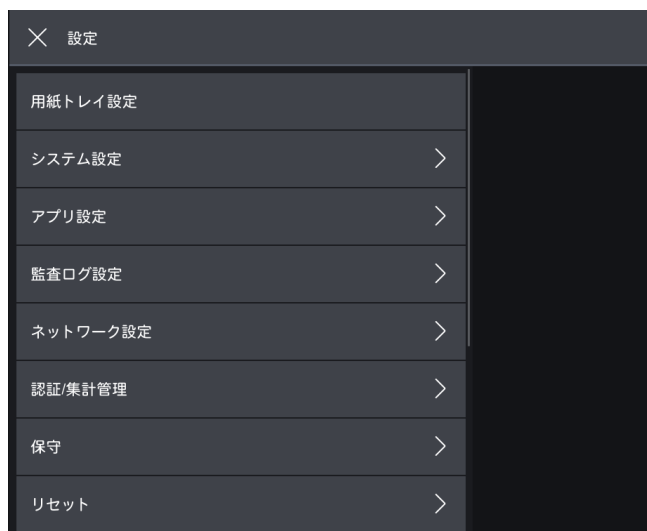 設定
用紙トレイ設定
システム設定
アプリ設定
監査ログ設定
ネットワーク設定
認証/集計管理
保守
リセット